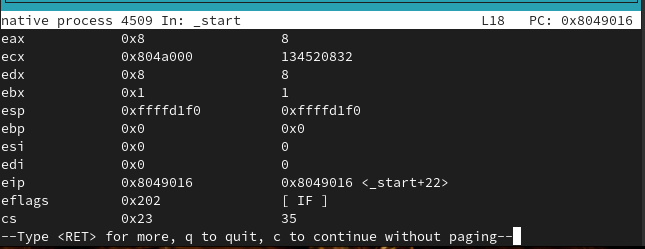 native process 4509 In: _start L18 PC: 0x8049016
eax 0x8 8
ecx 0x804a000 134520832
edx 0x8 8
ebx 0x1 1
esp 0xffffd1f0 0xffffd1f0
ebp 0x0 0x0
esi 0x0 0
edi 0x0 0
eip 0x8049016 0x8049016 <_start+22>
eflags 0x202 [ IF ]
cs 0x23 35
--Type <RET> for more, q to quit, c to continue without paging--